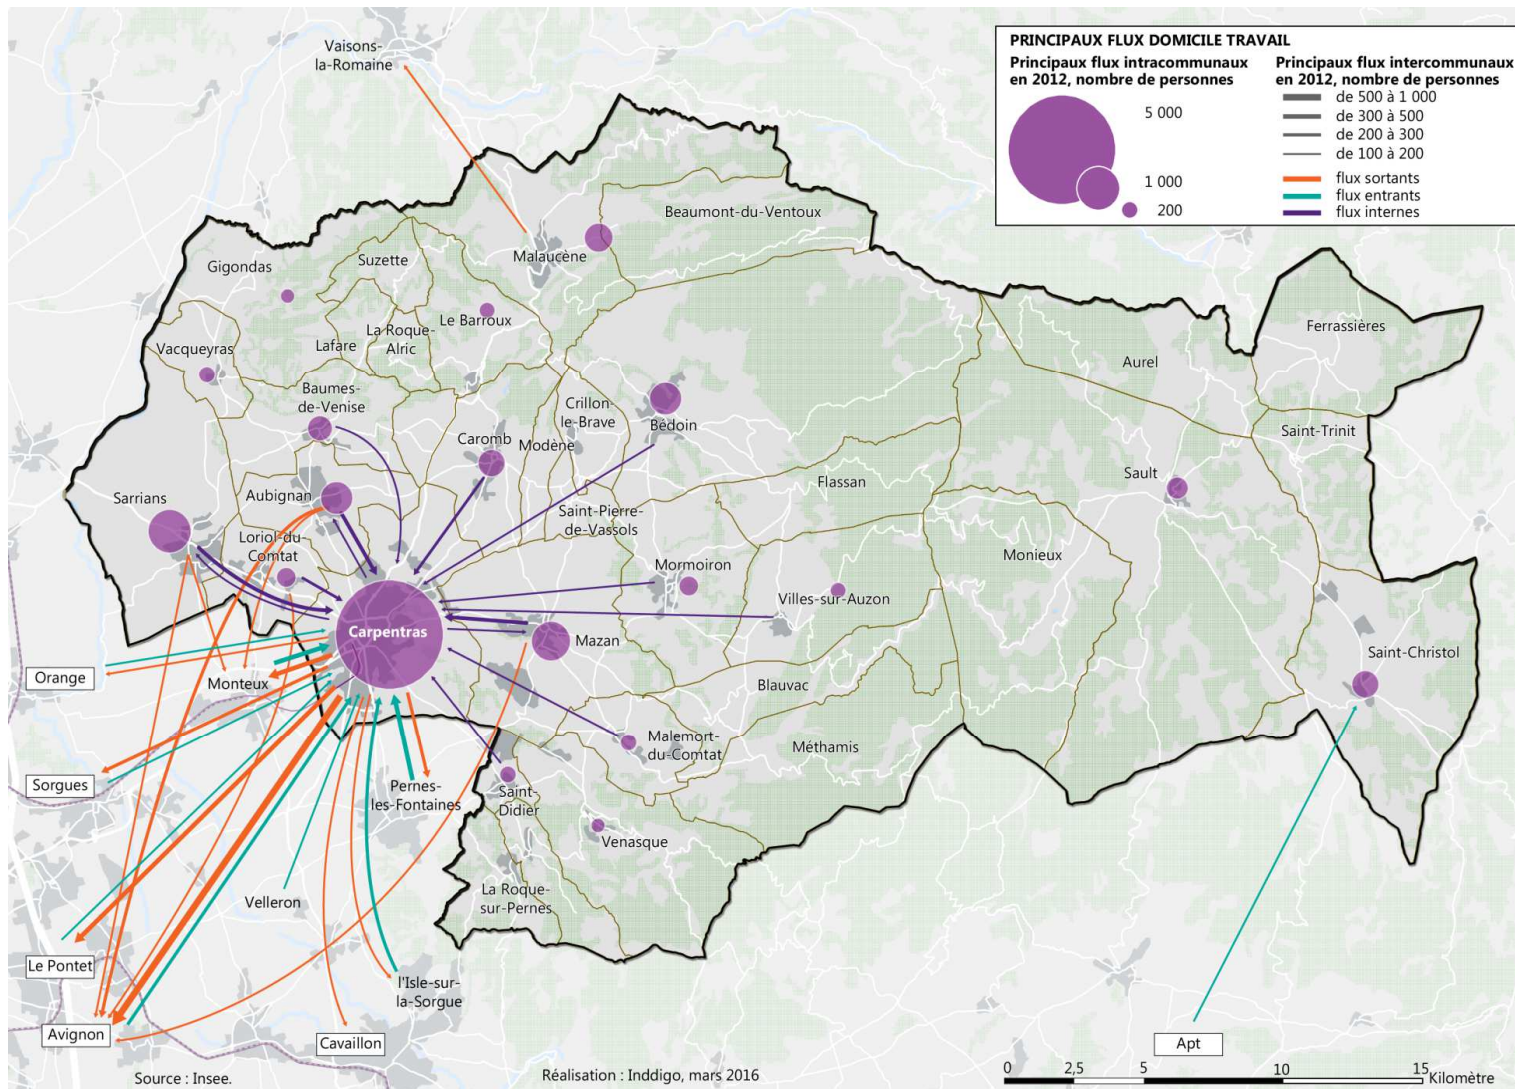 PRINCIPAUX FLUX DOMICILE TRAVAIL
Principaux flux intracommunaux
en 2012, nombre de personnes
5 000
1 000
200
Principaux flux intercommunaux
en 2012, nombre de personnes
de 500 à 1 000
de 300 à 500
de 200 à 300
de 100 à 200
flux sortants
flux entrants
flux internes
Vaisons-
la-Romaine
Beaumont-du-Ventoux
Malaucène
Suzette
Gigondas
Le Barroux
La Roque-
Alric
Lafare
Vacqueyras
Baumes-
de-Venise
Crillon-
le-Brave
Bédoin
Caromb
Modène
Aurel
Ferrassières
Saint-Trinit
Sault
Flassan
Sarrians
Aubignan
Loriol-du-
Comtat
Saint-Pierre-
de-Vassols
Monieux
Mormoiron
Villes-sur-Auzon
Carpentras
Mazan
Saint-Christol
Orange
Monteux
Blauvac
Malemort-
du-Comtat
Méthamis
Sorgues
Pernes-
les-Fontaines
Saint-
Didier
Venasque
La Roque-
sur-Pernes
Velleron
Le Pontet
l'Isle-sur-
la-Sorgue
Avignon
Cavaillon
Apt
Source : Insee.
Réalisation : Inddigo, mars 2016
0
2,5
5
10
15
Kilomètre